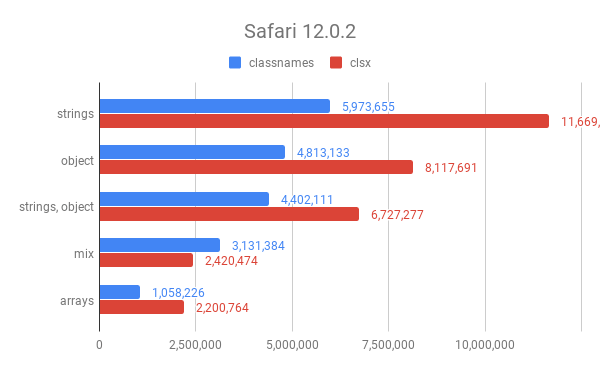 Safari 12.0.2
classnames clsx
strings 5,973,655
11,669,
object 4,813,133
8,117,691
strings, object 4,402,111
6,727,277
mix 3,131,384
2,420,474
arrays 1,058,226
2,200,764
0 2,500,000 5,000,000 7,500,000 10,000,000